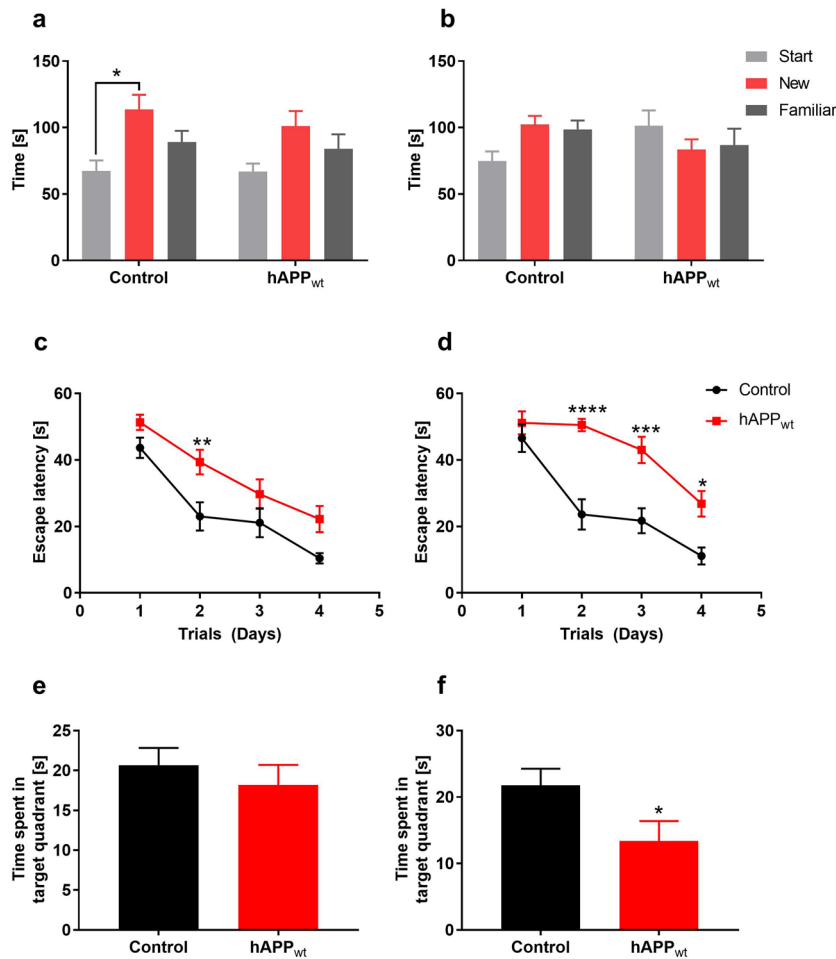 a
*
150
100
50
0
Time [s]
Control
hAPPwt
b
150
100
50
0
Time [s]
Control
hAPPwt
Start
New
Familiar
c
60
40
20
0
Escape latency [s]
**
0 1 2 3 4 5
Trials (Days)
d
60
40
20
0
Escape latency [s]
****
***
*
0 1 2 3 4 5
Trials (Days)
Control
hAPPwt
e
25
20
15
10
5
0
Time spent in
target quadrant [s]
Control
hAPPwt
f
30
20
10
0
Time spent in
target quadrant [s]
*
Control
hAPPwt